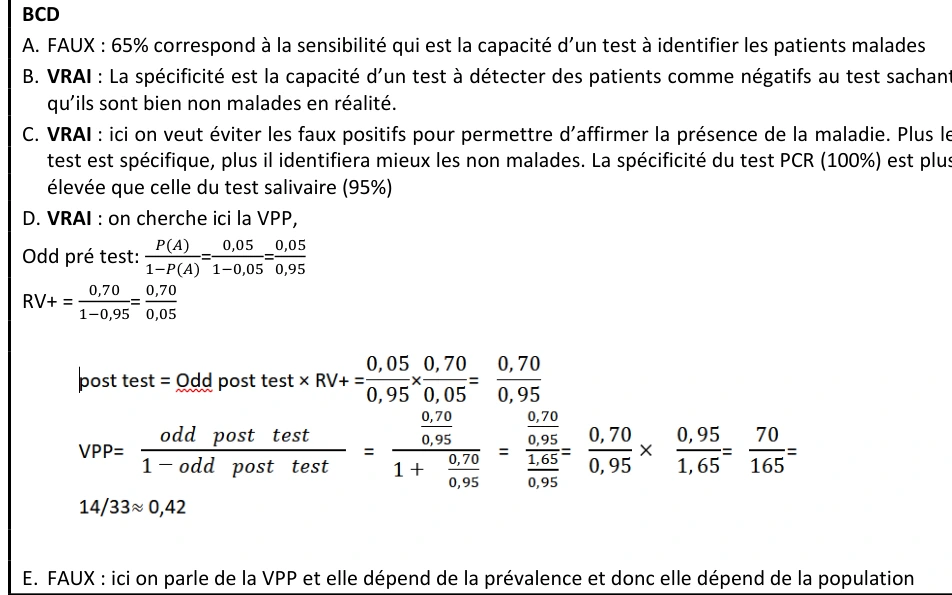 BCD
A. FAUX : 65% correspond à la sensibilité qui est la capacité d’un test à identifier les patients malades
B. VRAI : La spécificité est la capacité d’un test à détecter des patients comme négatifs au test sachant
qu’ils sont bien non malades en réalité.
C. VRAI : ici on veut éviter les faux positifs pour permettre d’affirmer la présence de la maladie. Plus le
test est spécifique, plus il identifiera mieux les non malades. La spécificité du test PCR (100%) est plus
élevée que celle du test salivaire (95%)
D. VRAI : on cherche ici la VPP,
Odd pré test: P(A)/1−P(A) = 0,05/1−0,05 = 0,05/0,95
RV+ = 0,70/1−0,95 = 0,70/0,05
post test = Odd post test × RV+ = 0,05/0,95 × 0,70/0,05 = 0,70/0,95
VPP= odd post test/1 − odd post test = (0,70/0,95)/(1 + 0,70/0,95) = (0,70/0,95)/(1,65/0,95) = 0,70/0,95 × 0,95/1,65 = 70/165 =
14/33≈ 0,42
E. FAUX : ici on parle de la VPP et elle dépend de la prévalence et donc elle dépend de la population